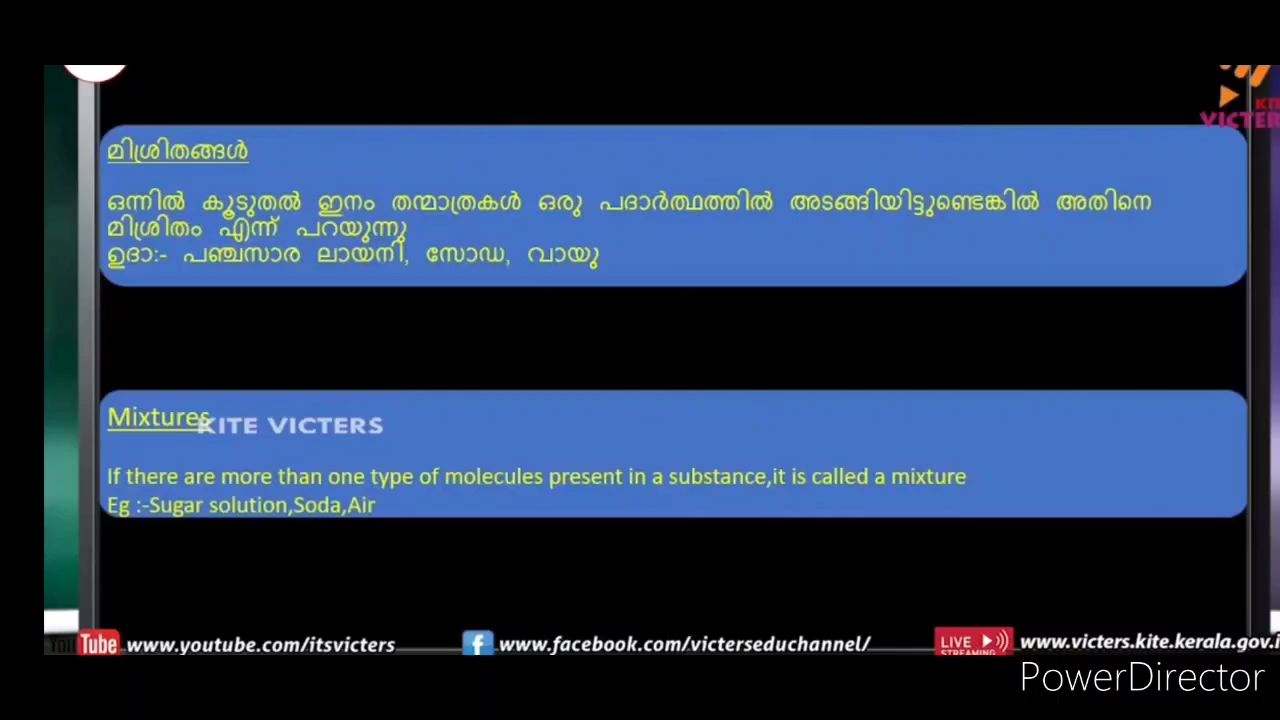 മിശ്രിതങ്ങൾ
ഒന്നിൽ കൂടുതൽ ഇനം തന്മാത്രകൾ ഒരു പദാർത്ഥത്തിൽ അടങ്ങിയിട്ടുണ്ടെങ്കിൽ അതിനെ
മിശ്രിതം എന്ന് പറയുന്നു
ഉദാ:- പഞ്ചസാര ലായനി, സോഡ, വായു
Mixtures
KITE VICTERS
If there are more than one type of molecules present in a substance,it is called a mixture
Eg :-Sugar solution,Soda,Air
YOU Tube www.youtube.com/itsvicters
f www.facebook.com/victerseduchannel/
LIVE STREAMING www.victers.kite.kerala.gov.i
PowerDirector